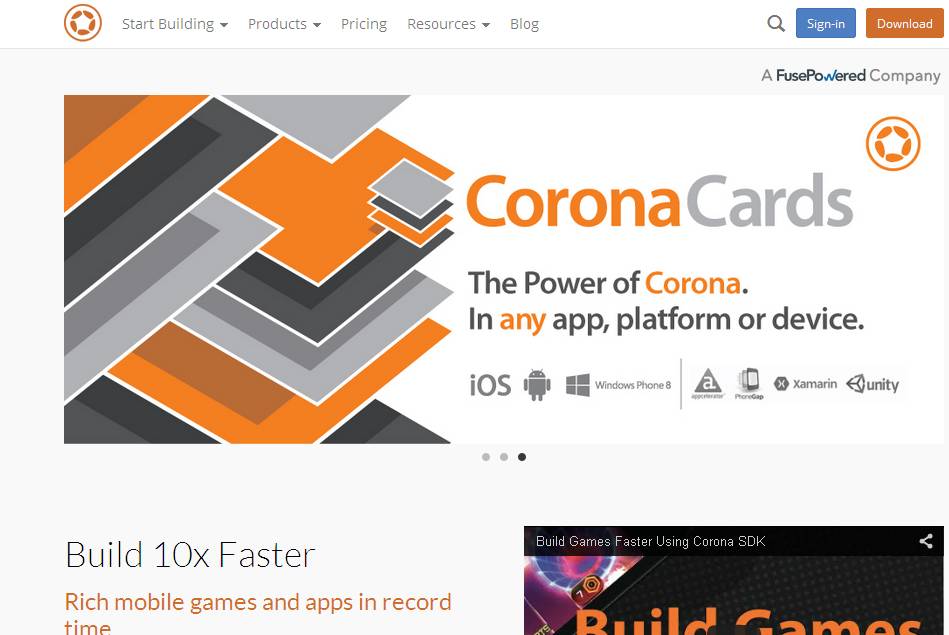 Start Building Products Pricing Resources Blog Sign-in Download
A FusePowered Company
CoronaCards
The Power of Corona.
In any app, platform or device.
iOS Windows Phone 8 appcelerator PhoneGap Xamarin unity
Build 10x Faster
Rich mobile games and apps in record
time
Build Games Faster Using Corona SDK
7
Build Games